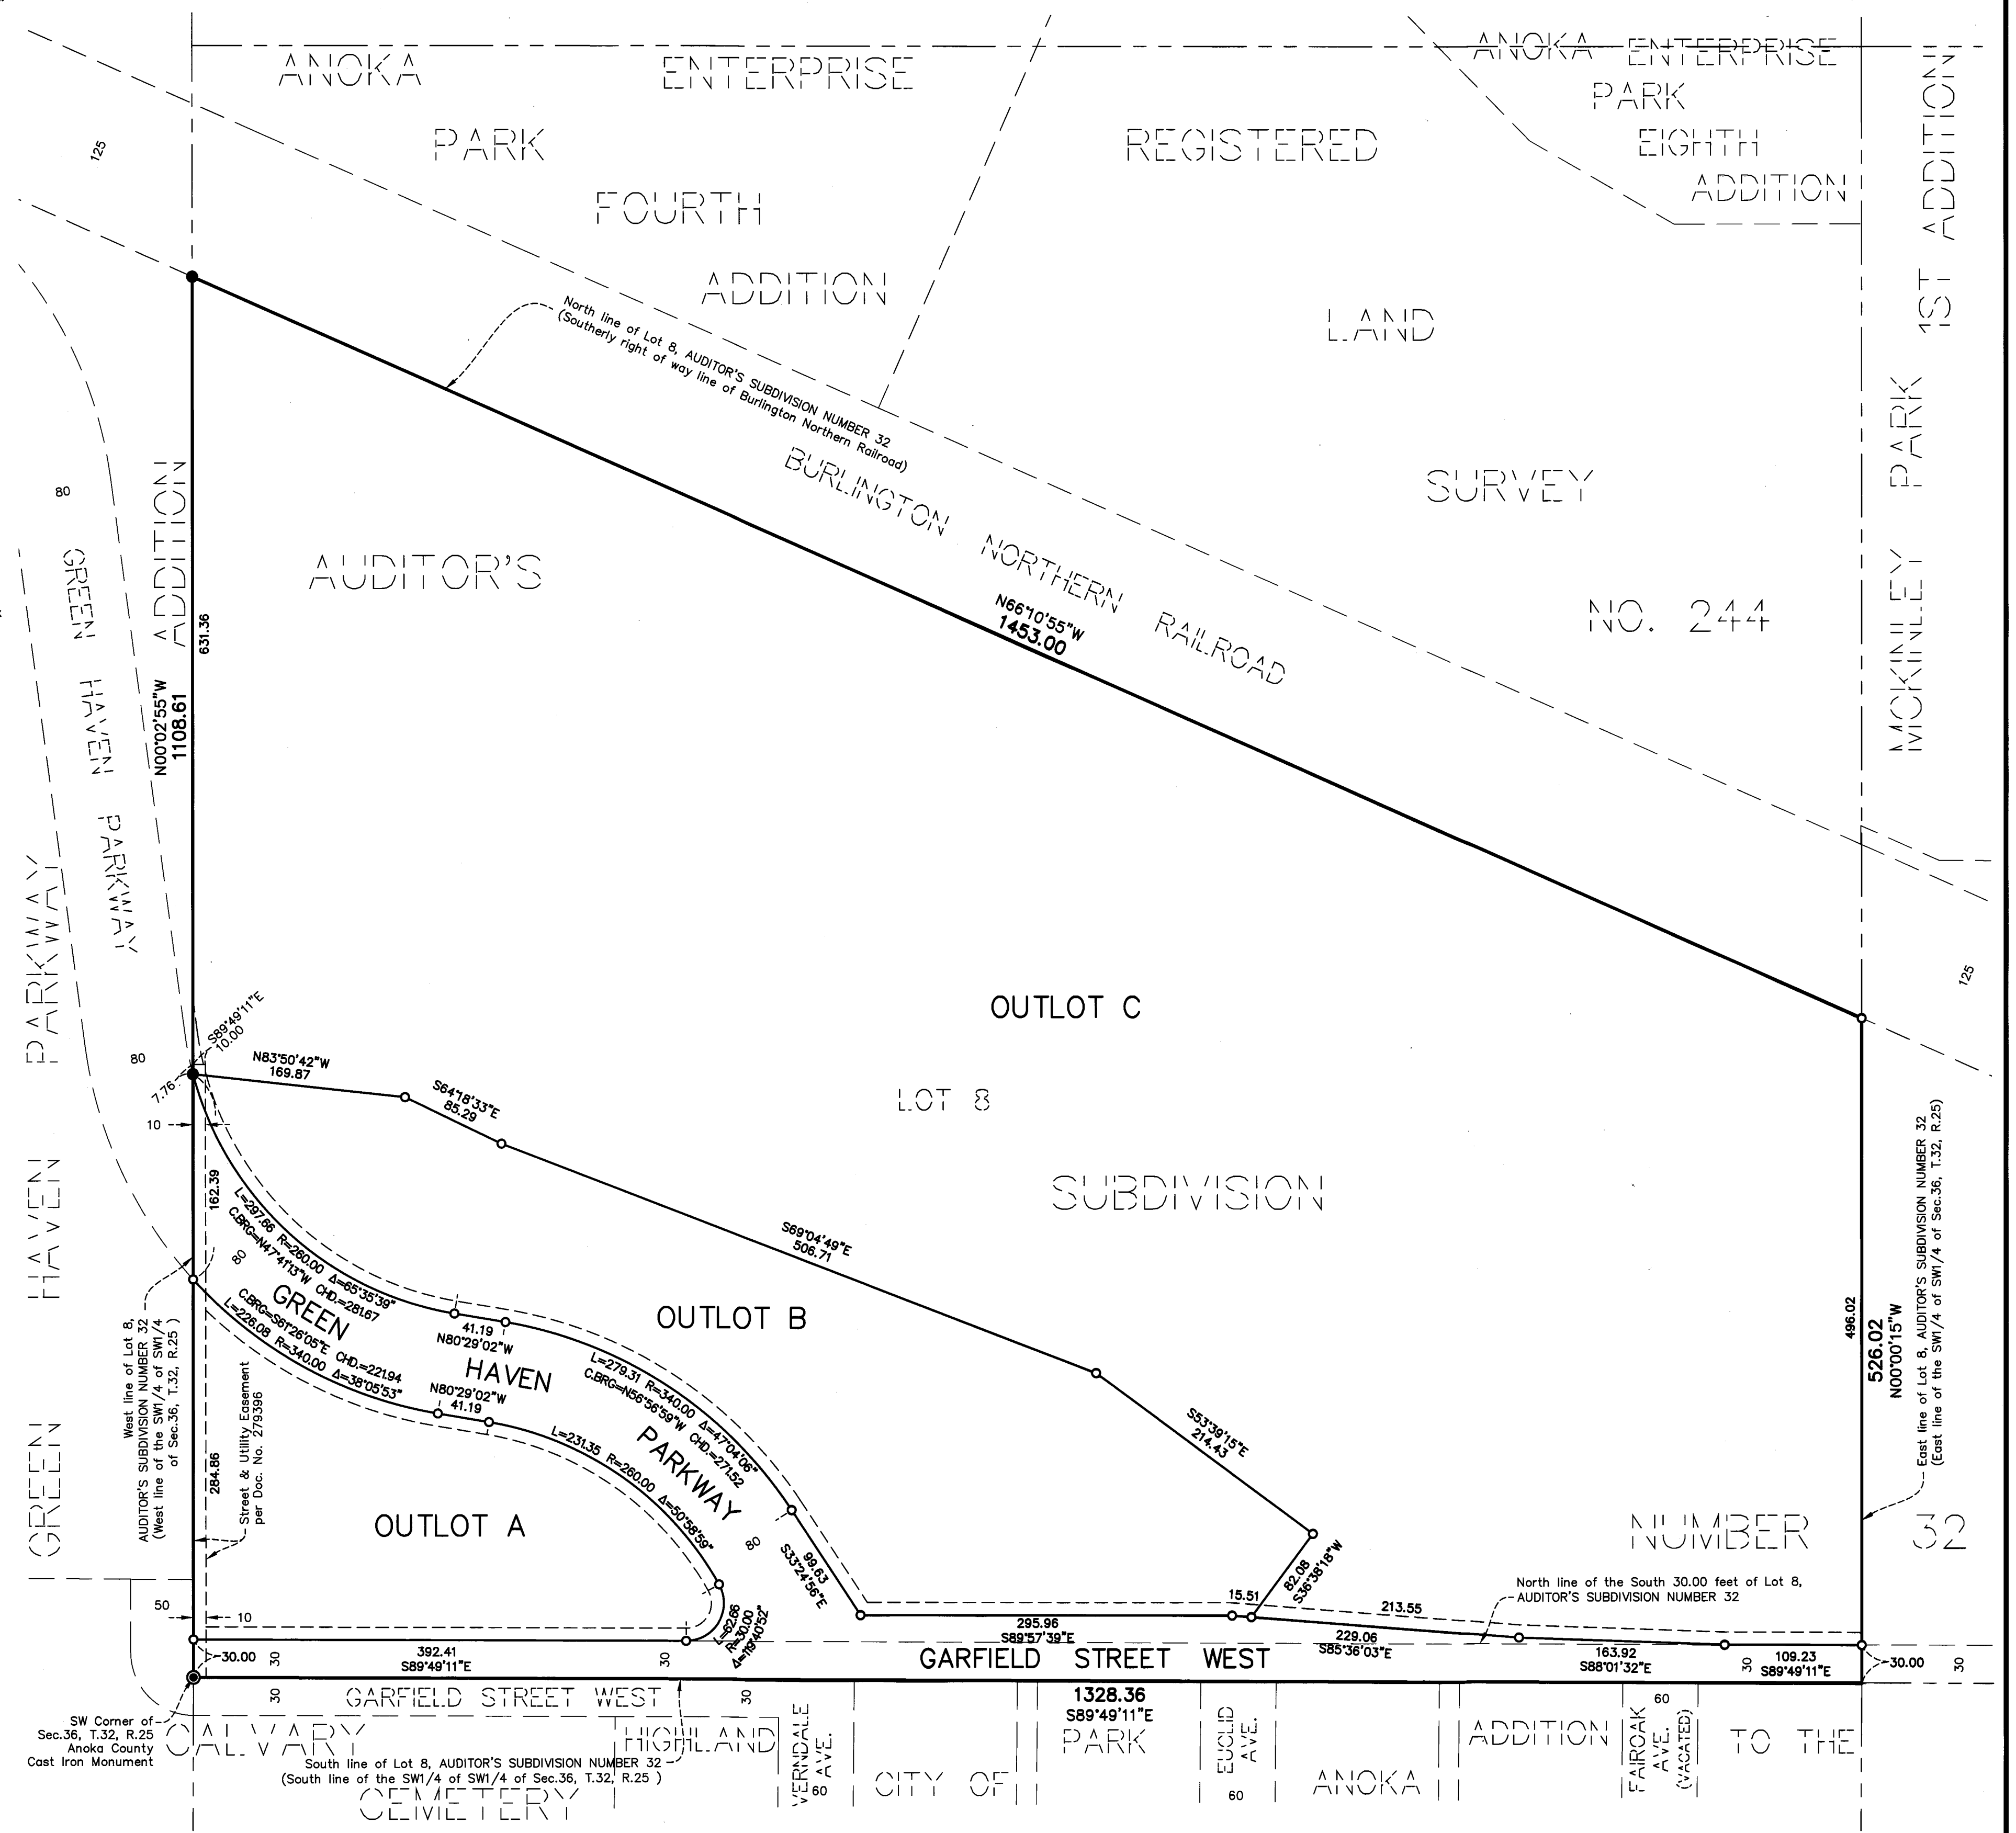 ANOKA ENTERPRISE
PARK
FOURTH
ADDITION
REGISTERED
LAND
SURVEY
NO. 244
ANOKA ENTERPRISE
PARK
EIGHTH
ADDITION
MCKINLEY PARK 1ST ADDITION
125
80
GREEN HAVEN PARKWAY
GREEN HAVEN PARKWAY ADDITION
North line of Lot 8, AUDITOR'S SUBDIVISION NUMBER 32
(Southerly right of way line of Burlington Northern Railroad)
BURLINGTON NORTHERN RAILROAD
N66°10'55"W
1453.00
125
AUDITOR'S
631.36
N00°02'55"W
1108.61
OUTLOT C
LOT 8
SUBDIVISION
NUMBER 32
80
S89°49'11"E
10.00
7.76
10
N83°50'42"W
169.87
S64°18'33"E
85.29
S69°04'49"E
506.71
S53°39'15"E
214.43
82.08
S36°38'18"W
162.39
L=297.66 R=260.00 Δ=65°35'39"
C.BRG=N47°41'13"W CHD.=281.67
80
GREEN
HAVEN
PARKWAY
C.BRG=S61°26'05"E CHD.=221.94
L=226.08 R=340.00 Δ=38°05'53"
41.19
N80°29'02"W
N80°29'02"W
41.19
OUTLOT B
L=279.31 R=340.00 Δ=47°04'06"
C.BRG=N56°56'59"W CHD.=271.52
L=231.35 R=260.00 Δ=50°58'59"
80
99.63
S33°24'56"E
OUTLOT A
L=62.66
R=30.00
Δ=119°40'52"
West line of Lot 8,
AUDITOR'S SUBDIVISION NUMBER 32
(West line of the SW1/4 of SW1/4
of Sec.36, T.32, R.25 )
284.86
Street & Utility Easement
per Doc. No. 279396
East line of Lot 8, AUDITOR'S SUBDIVISION NUMBER 32
(East line of the SW1/4 of SW1/4 of Sec.36, T.32, R.25)
496.02
526.02
N00°00'15"W
North line of the South 30.00 feet of Lot 8,
AUDITOR'S SUBDIVISION NUMBER 32
50
10
30.00
30
392.41
S89°49'11"E
30
295.96
S89°57'39"E
15.51
213.55
229.06
S85°36'03"E
163.92
S88°01'32"E
30
109.23
S89°49'11"E
30.00
30
GARFIELD STREET WEST
1328.36
S89°49'11"E
30
GARFIELD STREET WEST
30
SW Corner of
Sec.36, T.32, R.25
Anoka County
Cast Iron Monument
CALVARY
CEMETERY
South line of Lot 8, AUDITOR'S SUBDIVISION NUMBER 32
(South line of the SW1/4 of SW1/4 of Sec.36, T.32, R.25 )
HIGHLAND PARK ADDITION TO THE
CITY OF ANOKA
VERNDALE
AVE.
60
EUCLID
AVE.
60
60
FAIROAK
AVE.
(VACATED)